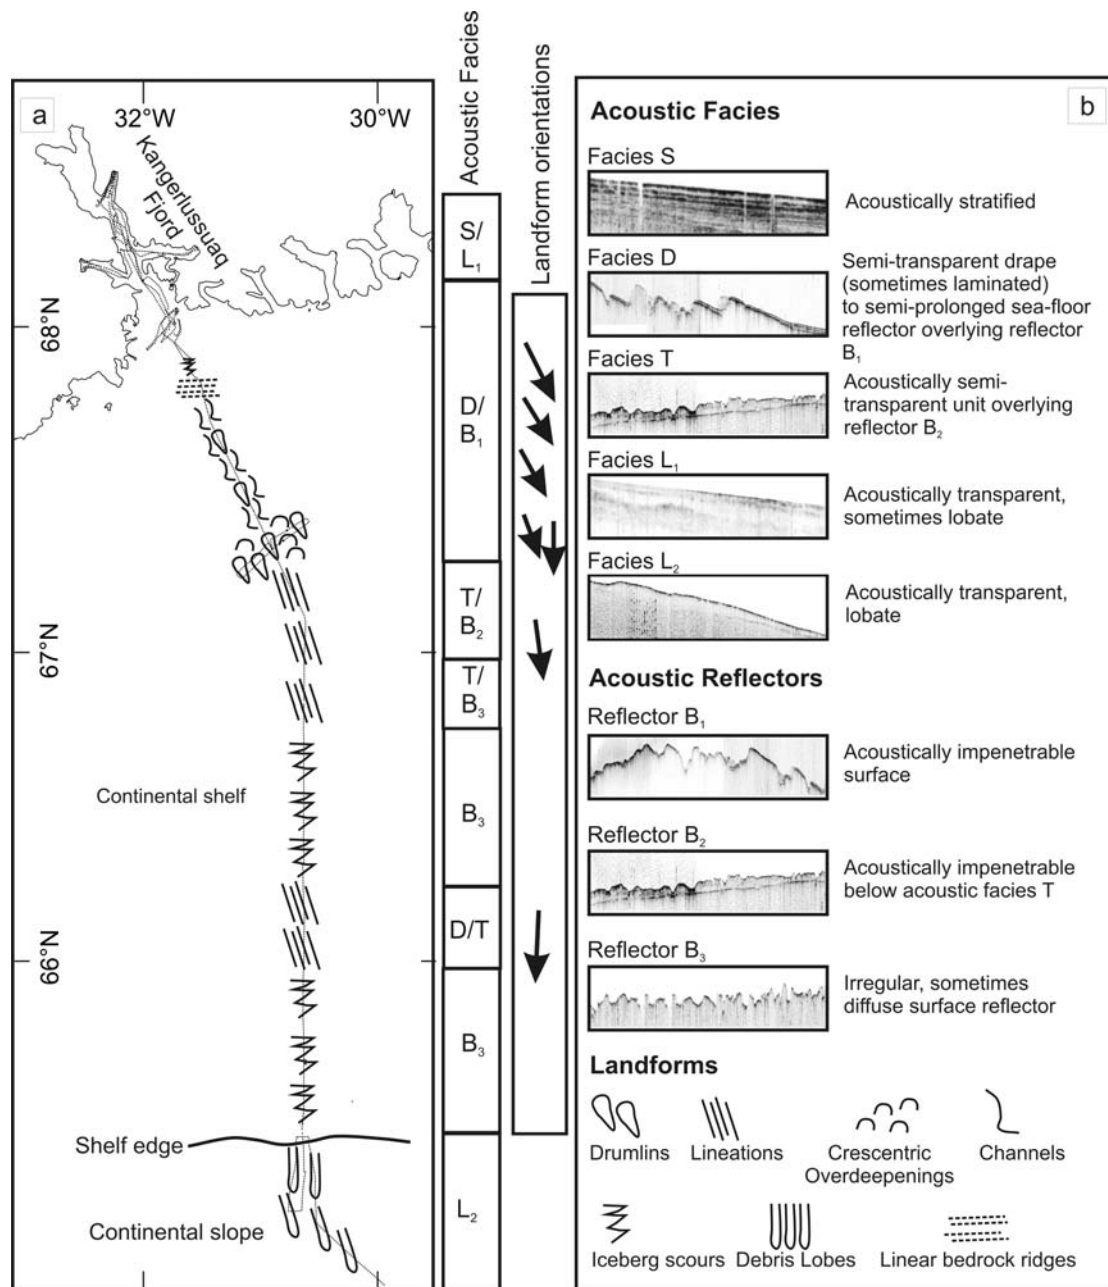 a
32°W
30°W
Kangerlussuaq
Fjord
68°N
67°N
66°N
Continental shelf
Shelf edge
Continental slope
Acoustic Facies
S/
L₁
D/
B₁
T/
B₂
T/
B₃
B₃
D/T
B₃
L₂
Landform orientations
b
Acoustic Facies
Facies S
Acoustically stratified
Facies D
Semi-transparent drape
(sometimes laminated)
to semi-prolonged sea-floor
reflector overlying reflector
B₁
Facies T
Acoustically semi-
transparent unit overlying
reflector B₂
Facies L₁
Acoustically transparent,
sometimes lobate
Facies L₂
Acoustically transparent,
lobate
Acoustic Reflectors
Reflector B₁
Acoustically impenetrable
surface
Reflector B₂
Acoustically impenetrable
below acoustic facies T
Reflector B₃
Irregular, sometimes
diffuse surface reflector
Landforms
Drumlins
Lineations
Crescentric
Overdeepenings
Channels
Iceberg scours
Debris Lobes
Linear bedrock ridges